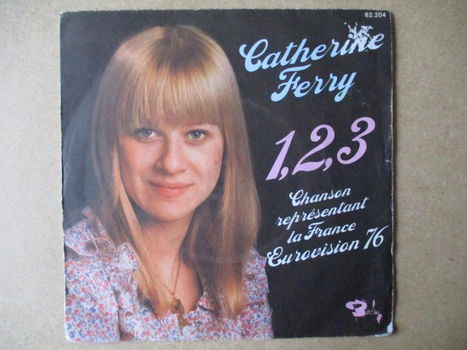 62.204
Catherine
Ferry
1,2,3
Chanson
représentant
la France
Eurovision 76